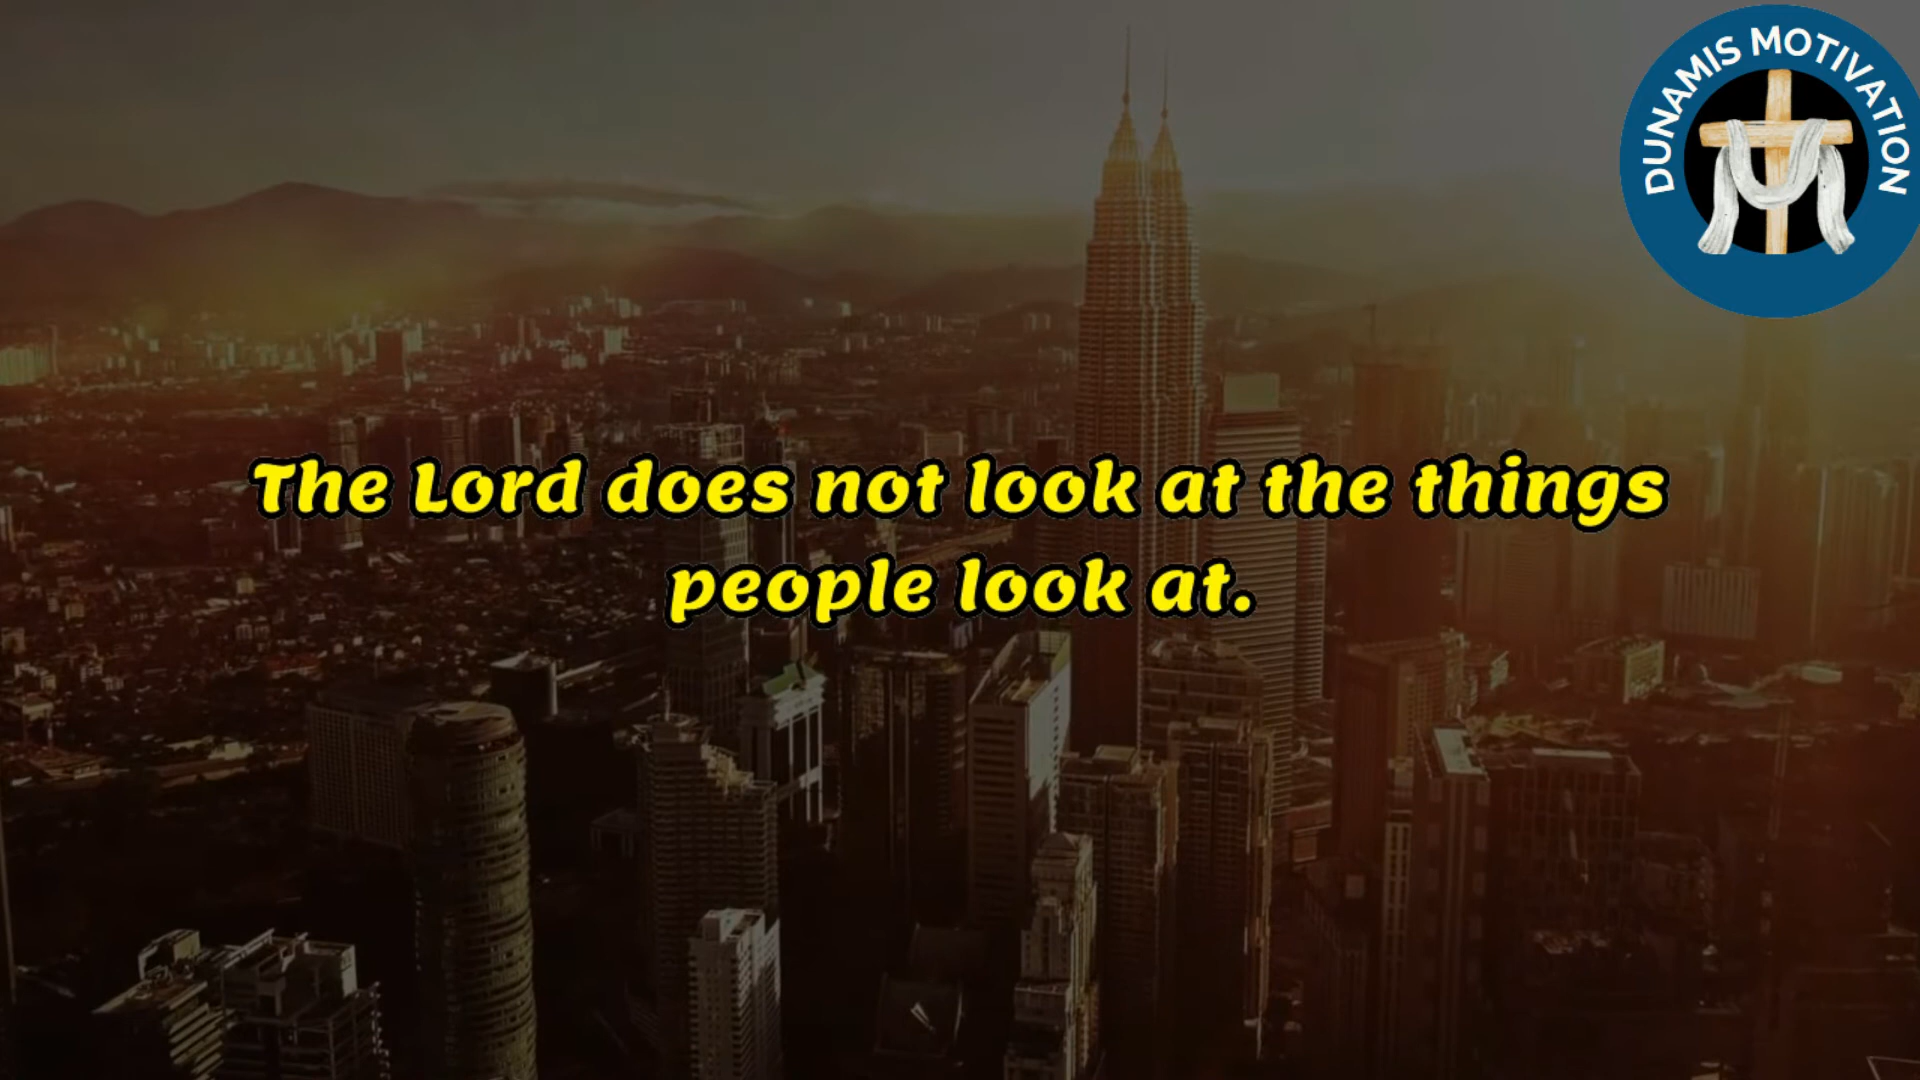 DUNAMIS MOTIVATION
The Lord does not look at the things
people look at.